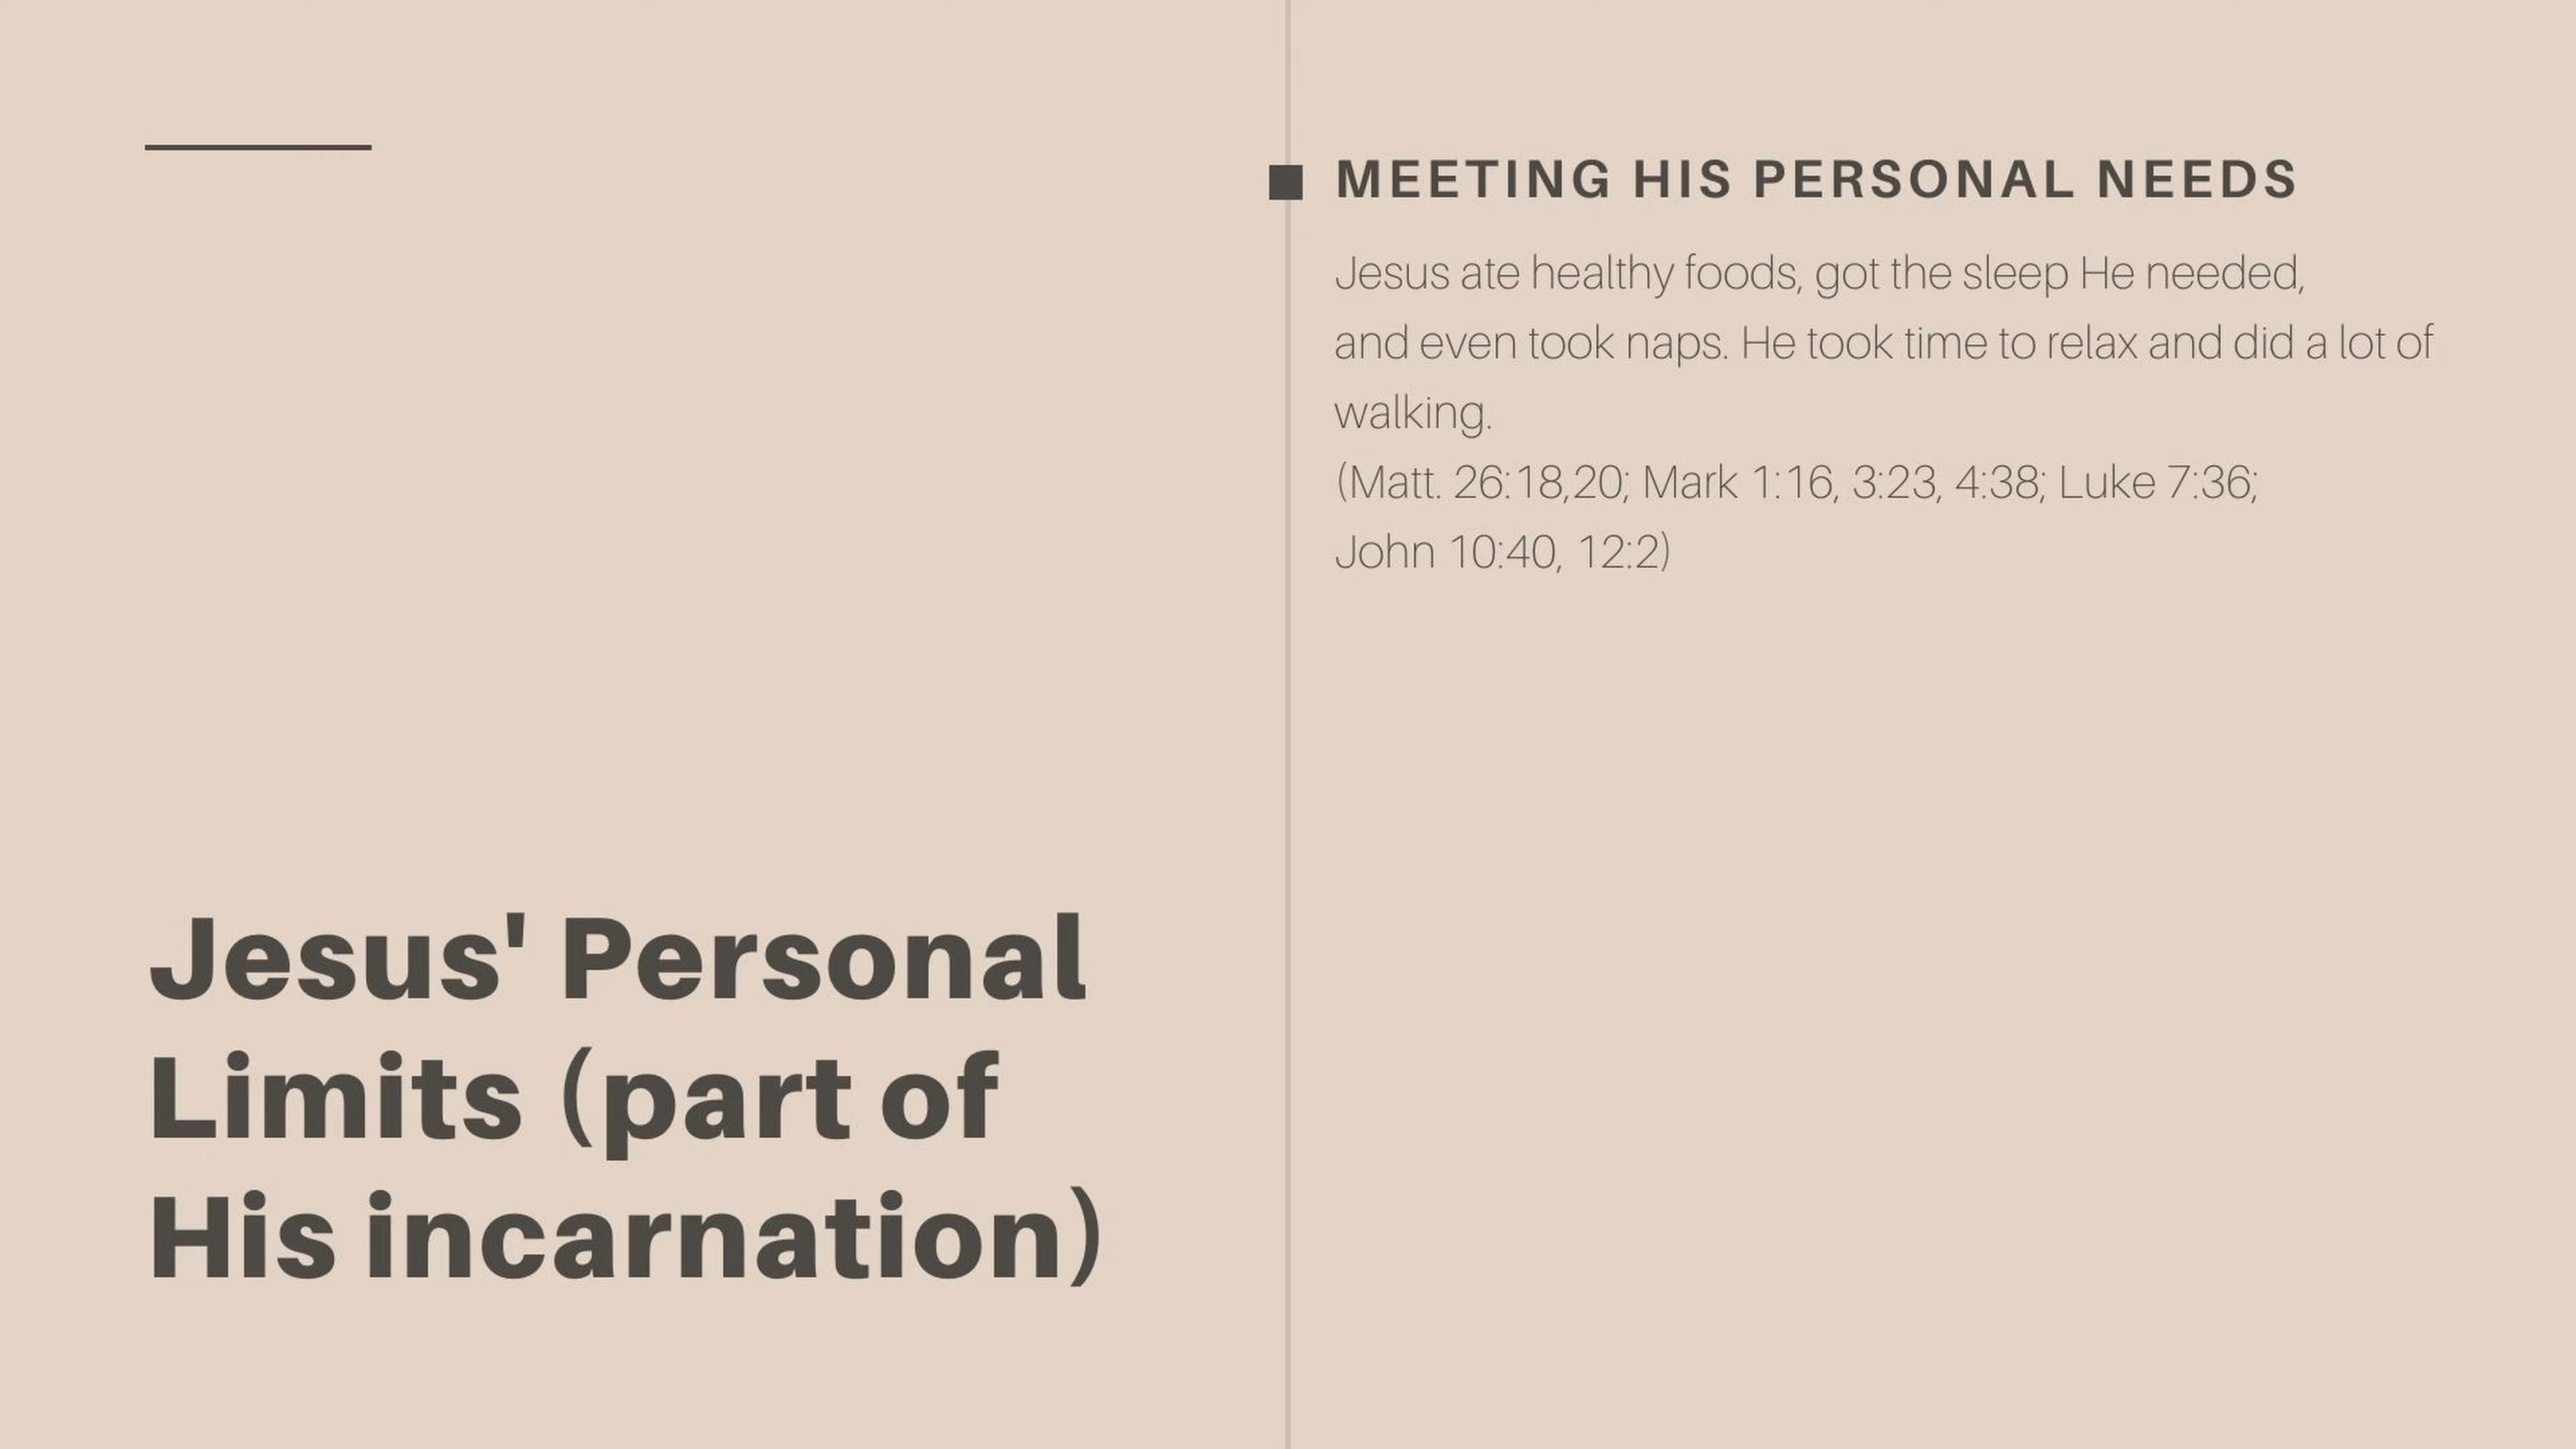 Jesus' Personal
Limits (part of
His incarnation)
MEETING HIS PERSONAL NEEDS
Jesus ate healthy foods, got the sleep He needed,
and even took naps. He took time to relax and did a lot of
walking.
(Matt. 26:18,20; Mark 1:16, 3:23, 4:38; Luke 7:36;
John 10:40, 12:2)